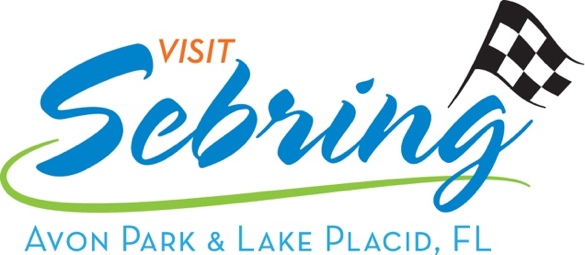 VISIT
Sebring
AVON PARK & LAKE PLACID, FL